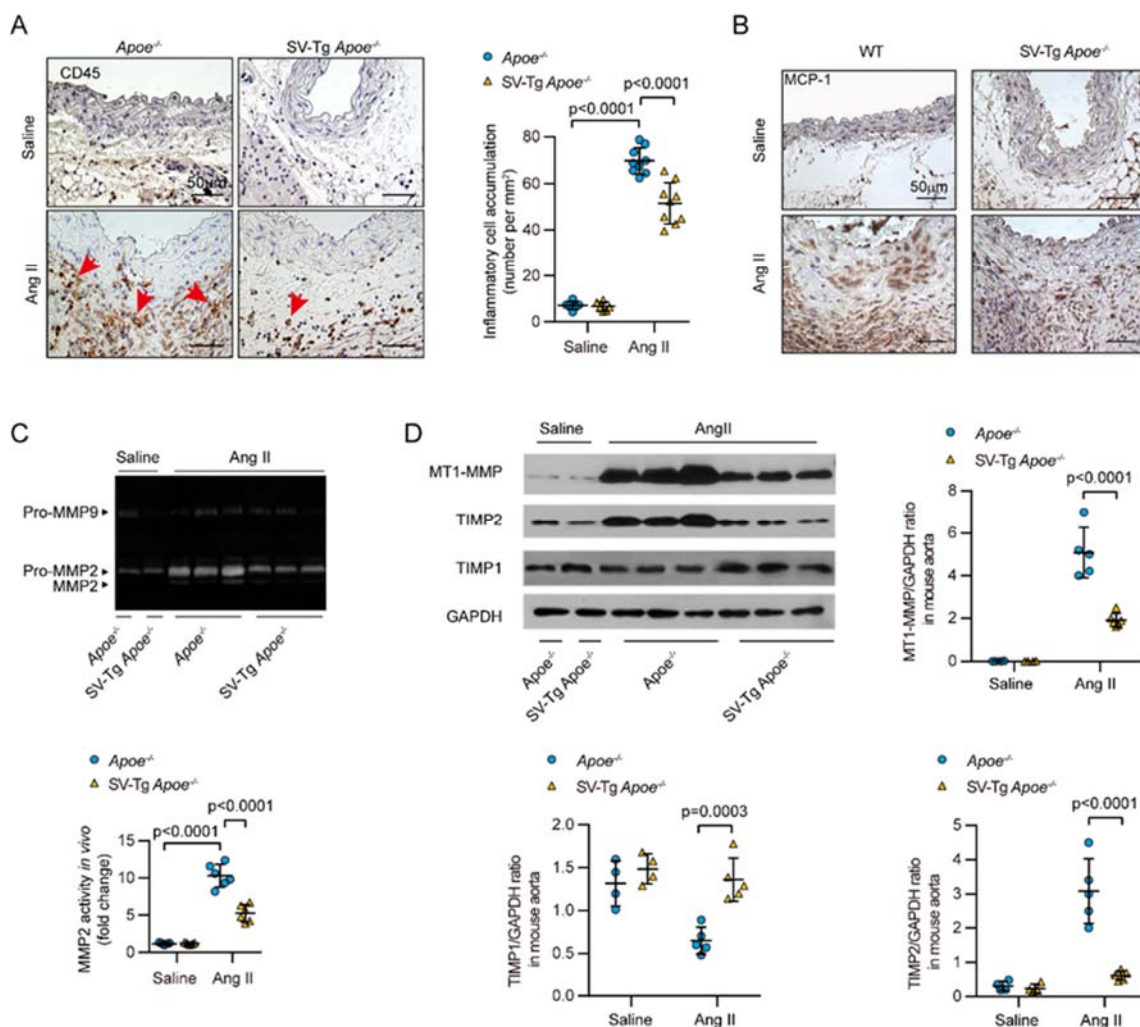 A
Apoe-/-
SV-Tg Apoe-/-
CD45
Saline
50μm
Ang II
Apoe-/-
SV-Tg Apoe-/-
p<0.0001
p<0.0001
Inflammatory cell accumulation
(number per mm²)
80
60
40
20
0
Saline
Ang II
B
WT
SV-Tg Apoe-/-
MCP-1
Saline
50μm
Ang II
C
Saline
Ang II
Pro-MMP9
Pro-MMP2
MMP2
Apoe-/-
SV-Tg Apoe-/-
Apoe-/-
SV-Tg Apoe-/-
D
Saline
AngII
MT1-MMP
TIMP2
TIMP1
GAPDH
Apoe-/-
SV-Tg Apoe-/-
Apoe-/-
SV-Tg Apoe-/-
Apoe-/-
SV-Tg Apoe-/-
p<0.0001
MT1-MMP/GAPDH ratio
in mouse aorta
8
6
4
2
0
Saline
Ang II
Apoe-/-
SV-Tg Apoe-/-
p<0.0001
p<0.0001
MMP2 activity in vivo
(fold change)
15
10
5
0
Saline
Ang II
Apoe-/-
SV-Tg Apoe-/-
p=0.0003
TIMP1/GAPDH ratio
in mouse aorta
2.0
1.5
1.0
0.5
0.0
Saline
Ang II
Apoe-/-
SV-Tg Apoe-/-
p<0.0001
TIMP2/GAPDH ratio
in mouse aorta
5
4
3
2
1
0
Saline
Ang II